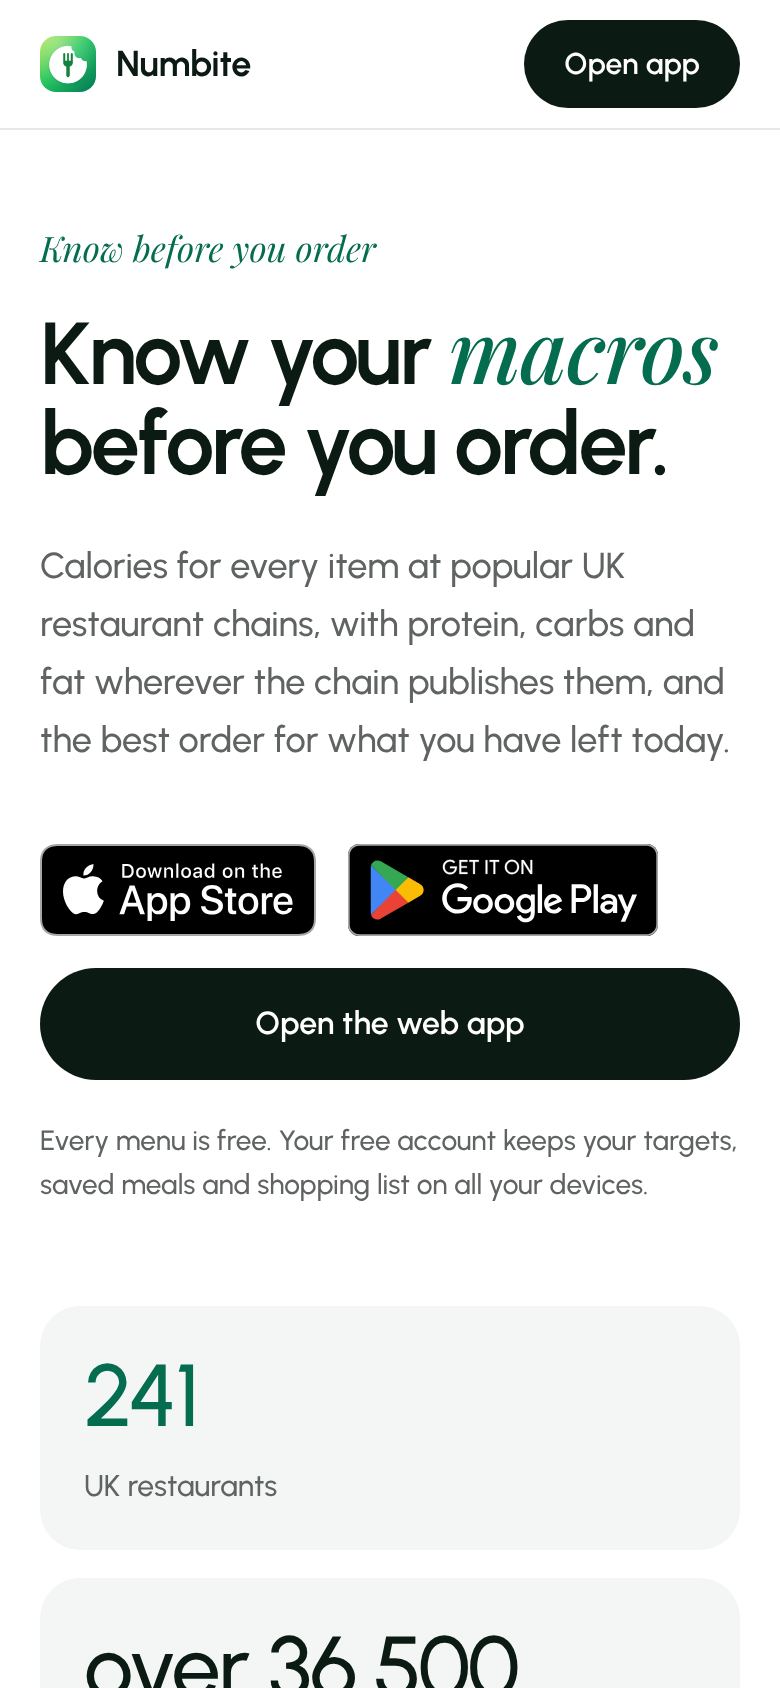 Numbite
Open app
Know before you order
Know your macros
before you order.
Calories for every item at popular UK
restaurant chains, with protein, carbs and
fat wherever the chain publishes them, and
the best order for what you have left today.
Download on the
App Store
GET IT ON
Google Play
Open the web app
Every menu is free. Your free account keeps your targets,
saved meals and shopping list on all your devices.
241
UK restaurants
over 36,500